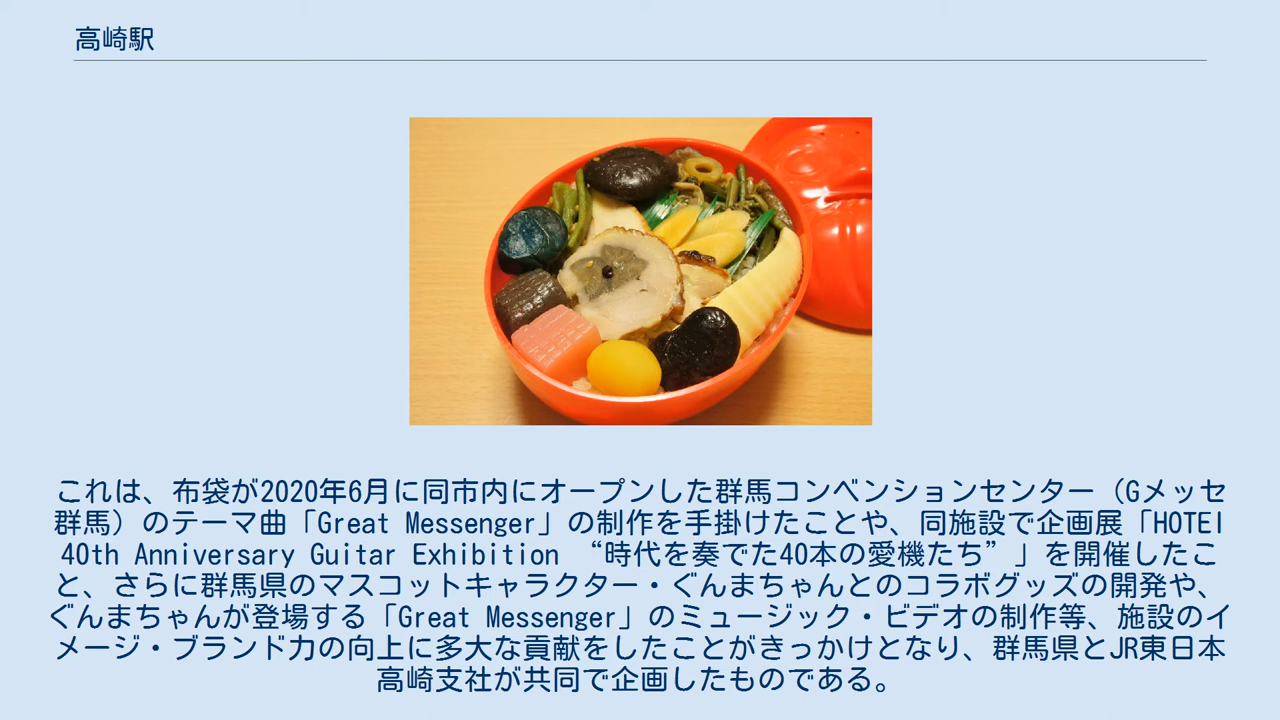 高崎駅
これは、布袋が2020年6月に同市内にオープンした群馬コンベンションセンター（Gメッセ
群馬）のテーマ曲「Great Messenger」の制作を手掛けたことや、同施設で企画展「HOTEI
40th Anniversary Guitar Exhibition “時代を奏でた40本の愛機たち”」を開催したこ
と、さらに群馬県のマスコットキャラクター・ぐんまちゃんとのコラボグッズの開発や、
ぐんまちゃんが登場する「Great Messenger」のミュージック・ビデオの制作等、施設のイ
メージ・ブランド力の向上に多大な貢献をしたことがきっかけとなり、群馬県とJR東日本
高崎支社が共同で企画したものである。